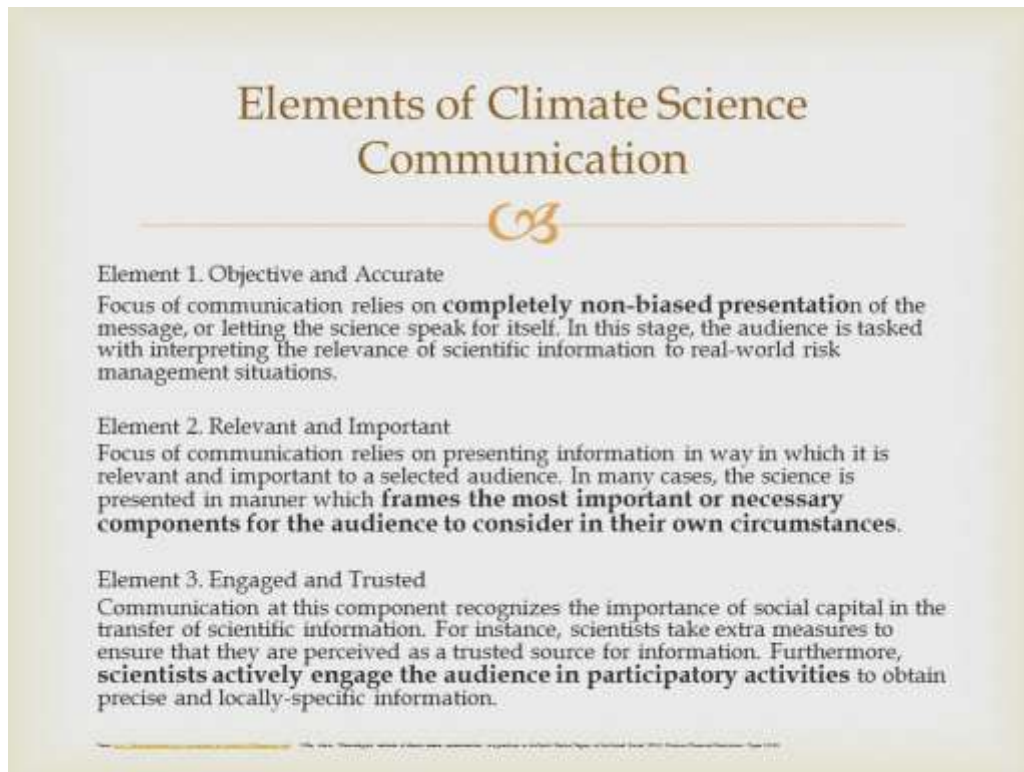 Elements of Climate Science
Communication
Element 1. Objective and Accurate
Focus of communication relies on completely non-biased presentation of the
message, or letting the science speak for itself. In this stage, the audience is tasked
with interpreting the relevance of scientific information to real-world risk
management situations.
Element 2. Relevant and Important
Focus of communication relies on presenting information in way in which it is
relevant and important to a selected audience. In many cases, the science is
presented in manner which frames the most important or necessary
components for the audience to consider in their own circumstances.
Element 3. Engaged and Trusted
Communication at this component recognizes the importance of social capital in the
transfer of scientific information. For instance, scientists take extra measures to
ensure that they are perceived as a trusted source for information. Furthermore,
scientists actively engage the audience in participatory activities to obtain
precise and locally-specific information.